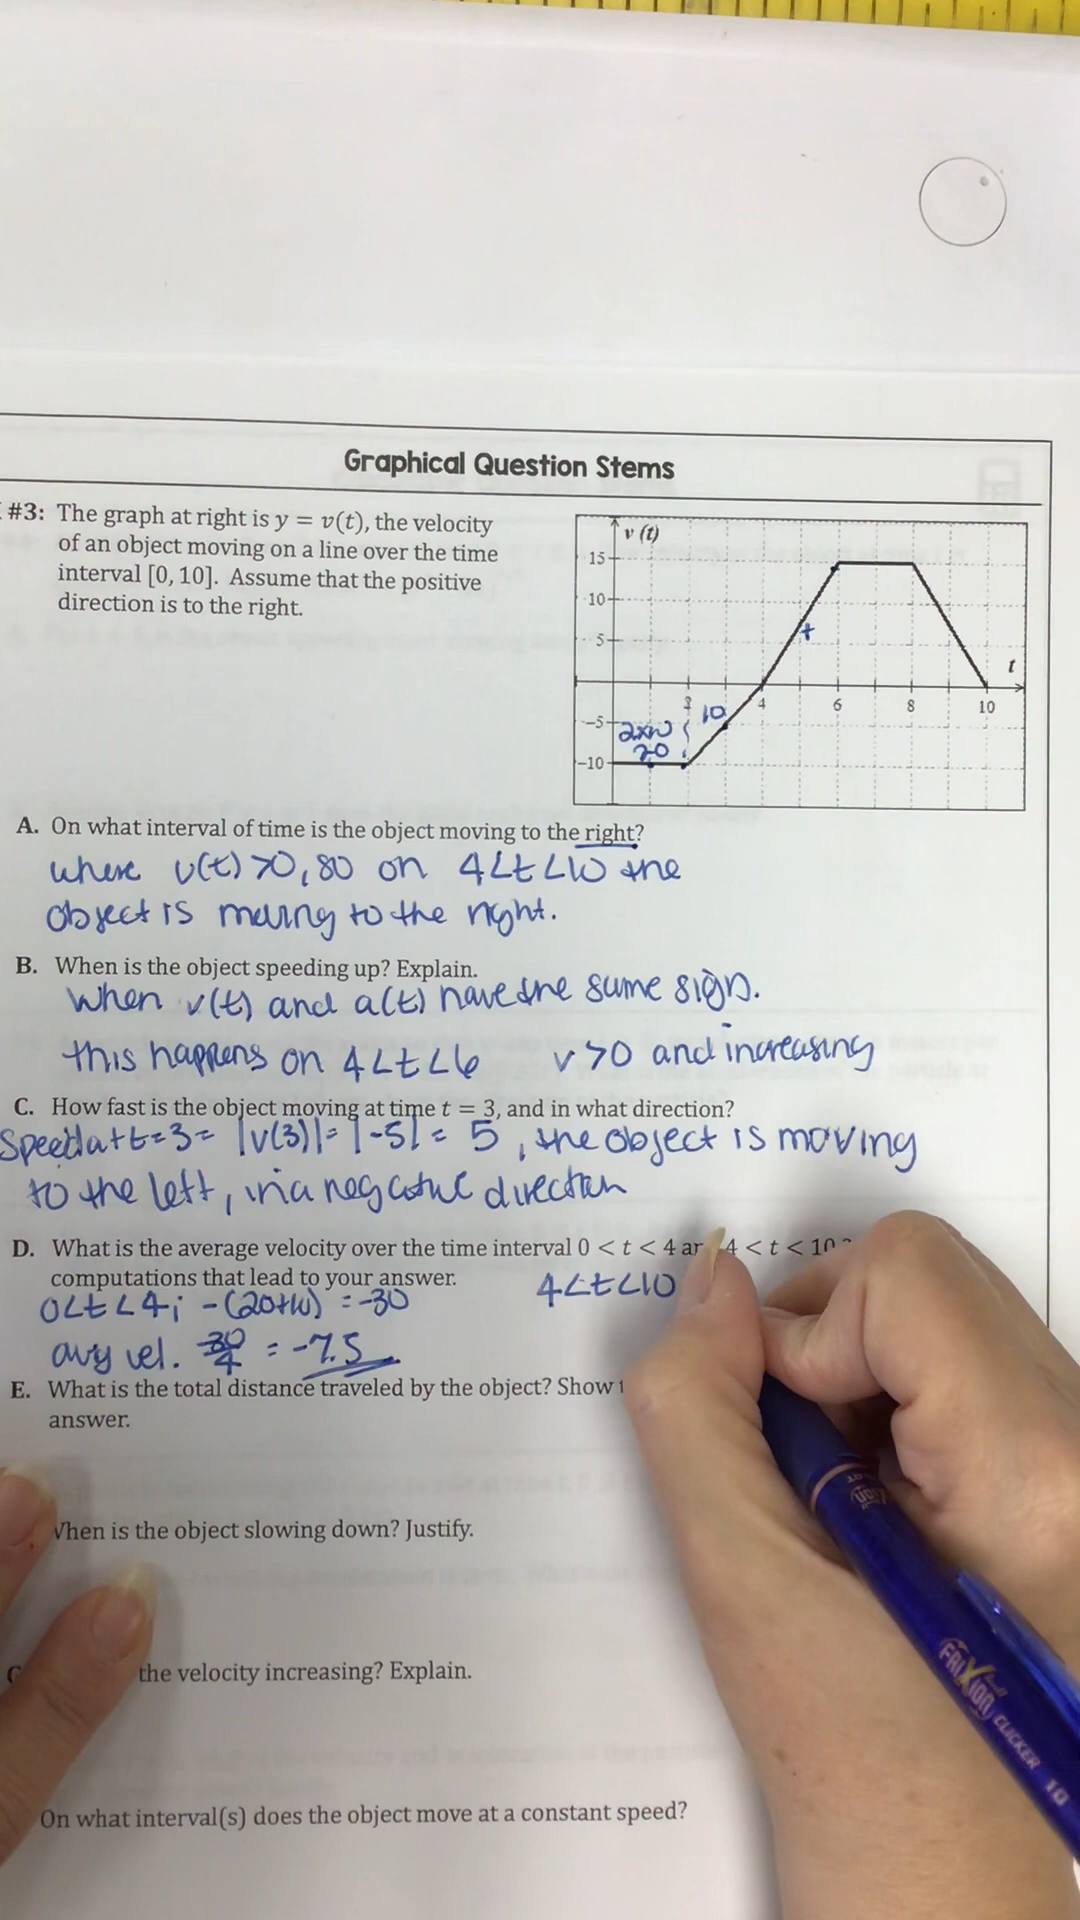 Graphical Question Stems
#3: The graph at right is y = v(t), the velocity
of an object moving on a line over the time
interval [0, 10]. Assume that the positive
direction is to the right.
v (t)
15
10
5
t
2 4 6 8 10
-5
-10
+
10
20
A. On what interval of time is the object moving to the right?
where v(t) >0, so on 4<t<10 the
object is moving to the right.
B. When is the object speeding up? Explain.
When v(t) and a(t) have the same sign.
this happens on 4<t<6 v>0 and increasing
C. How fast is the object moving at time t = 3, and in what direction?
Speed at t=3= |v(3)|= |-5| = 5, the object is moving
to the left, in a negative direction
D. What is the average velocity over the time interval 0 < t < 4 4 < t < 10
computations that lead to your answer.
0<t<4; -(20+10) = -30
4<t<10
avg vel. -30/4 = -7.5
E. What is the total distance traveled by the object? Show
answer.
When is the object slowing down? Justify.
the velocity increasing? Explain.
On what interval(s) does the object move at a constant speed?
FRIXION CLICKER 10